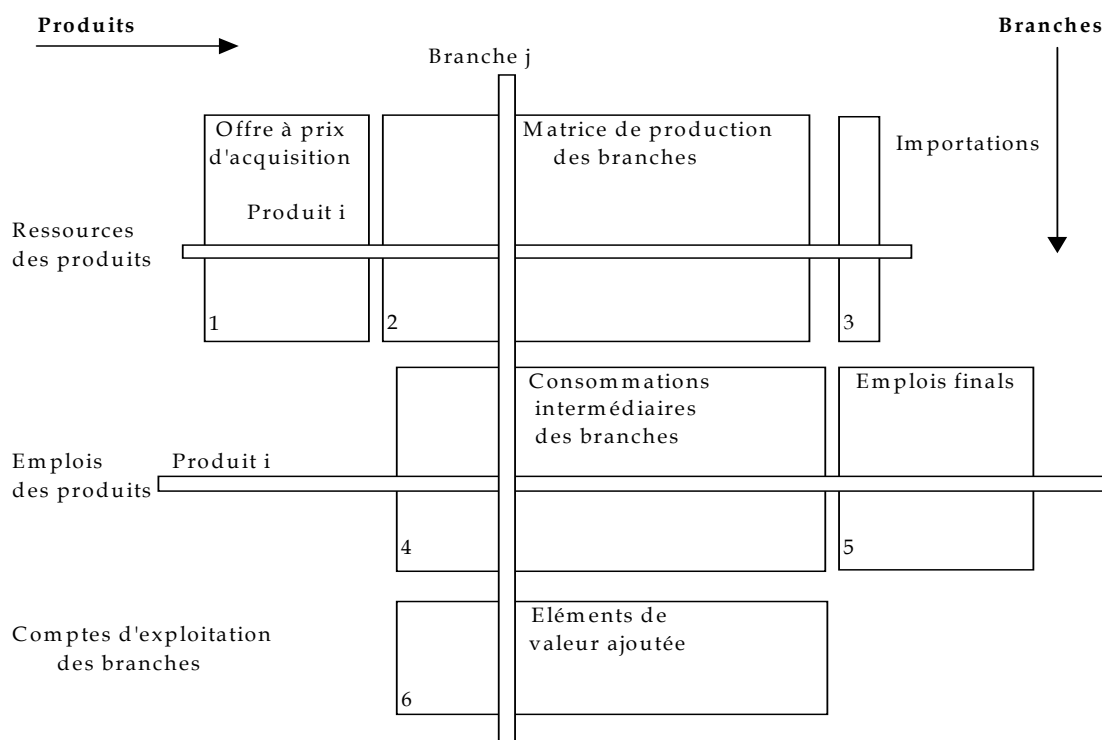 Produits
Branches
Branche j
Offre à prix
d'acquisition
Matrice de production
des branches
Importations
Produit i
Ressources
des produits
1
2
3
Consommations
intermédiaires
des branches
Emplois finals
Emplois
des produits
Produit i
4
5
Eléments de
valeur ajoutée
Comptes d'exploitation
des branches
6